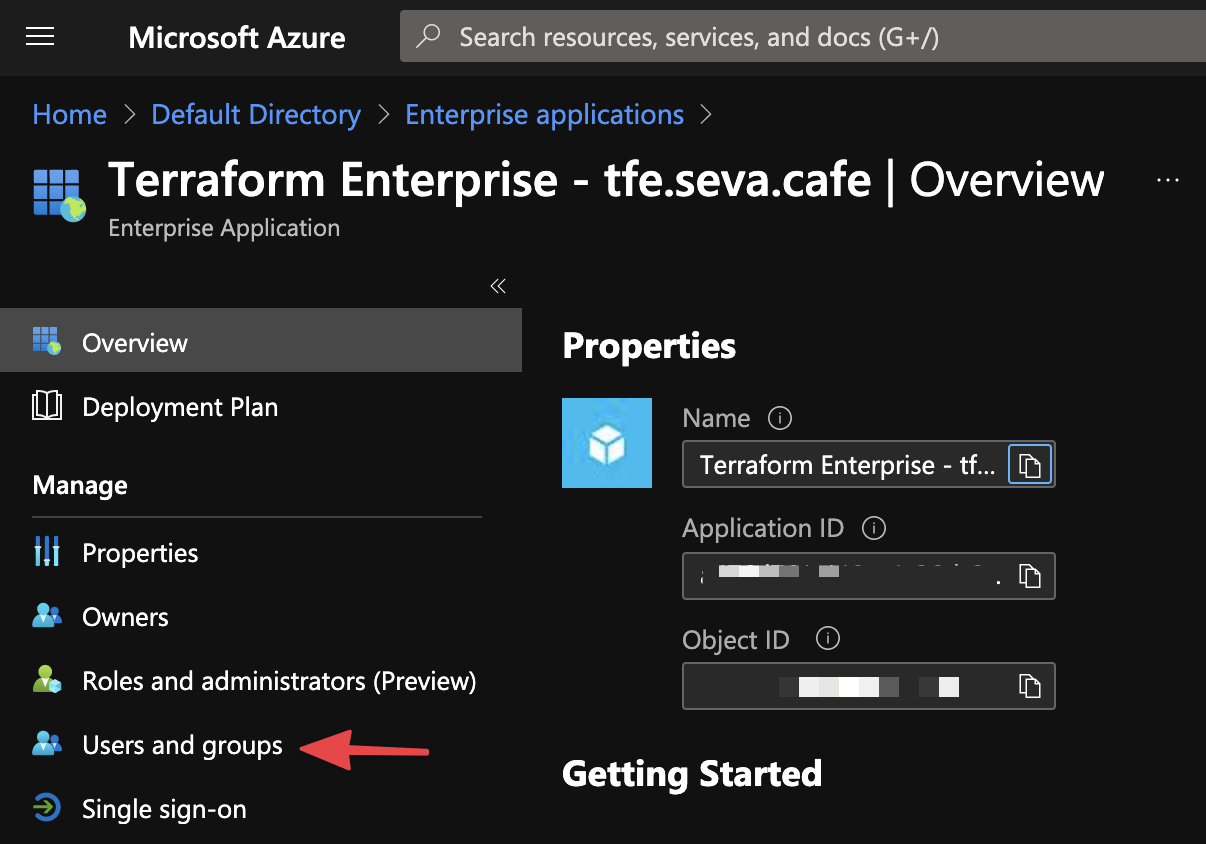 Microsoft Azure
Search resources, services, and docs (G+/)
Home > Default Directory > Enterprise applications >
Terraform Enterprise - tfe.seva.cafe | Overview
...
Enterprise Application
«
Overview
Deployment Plan
Manage
Properties
Owners
Roles and administrators (Preview)
Users and groups
Single sign-on
Properties
Name
Terraform Enterprise - tf...
Application ID
Object ID
Getting Started